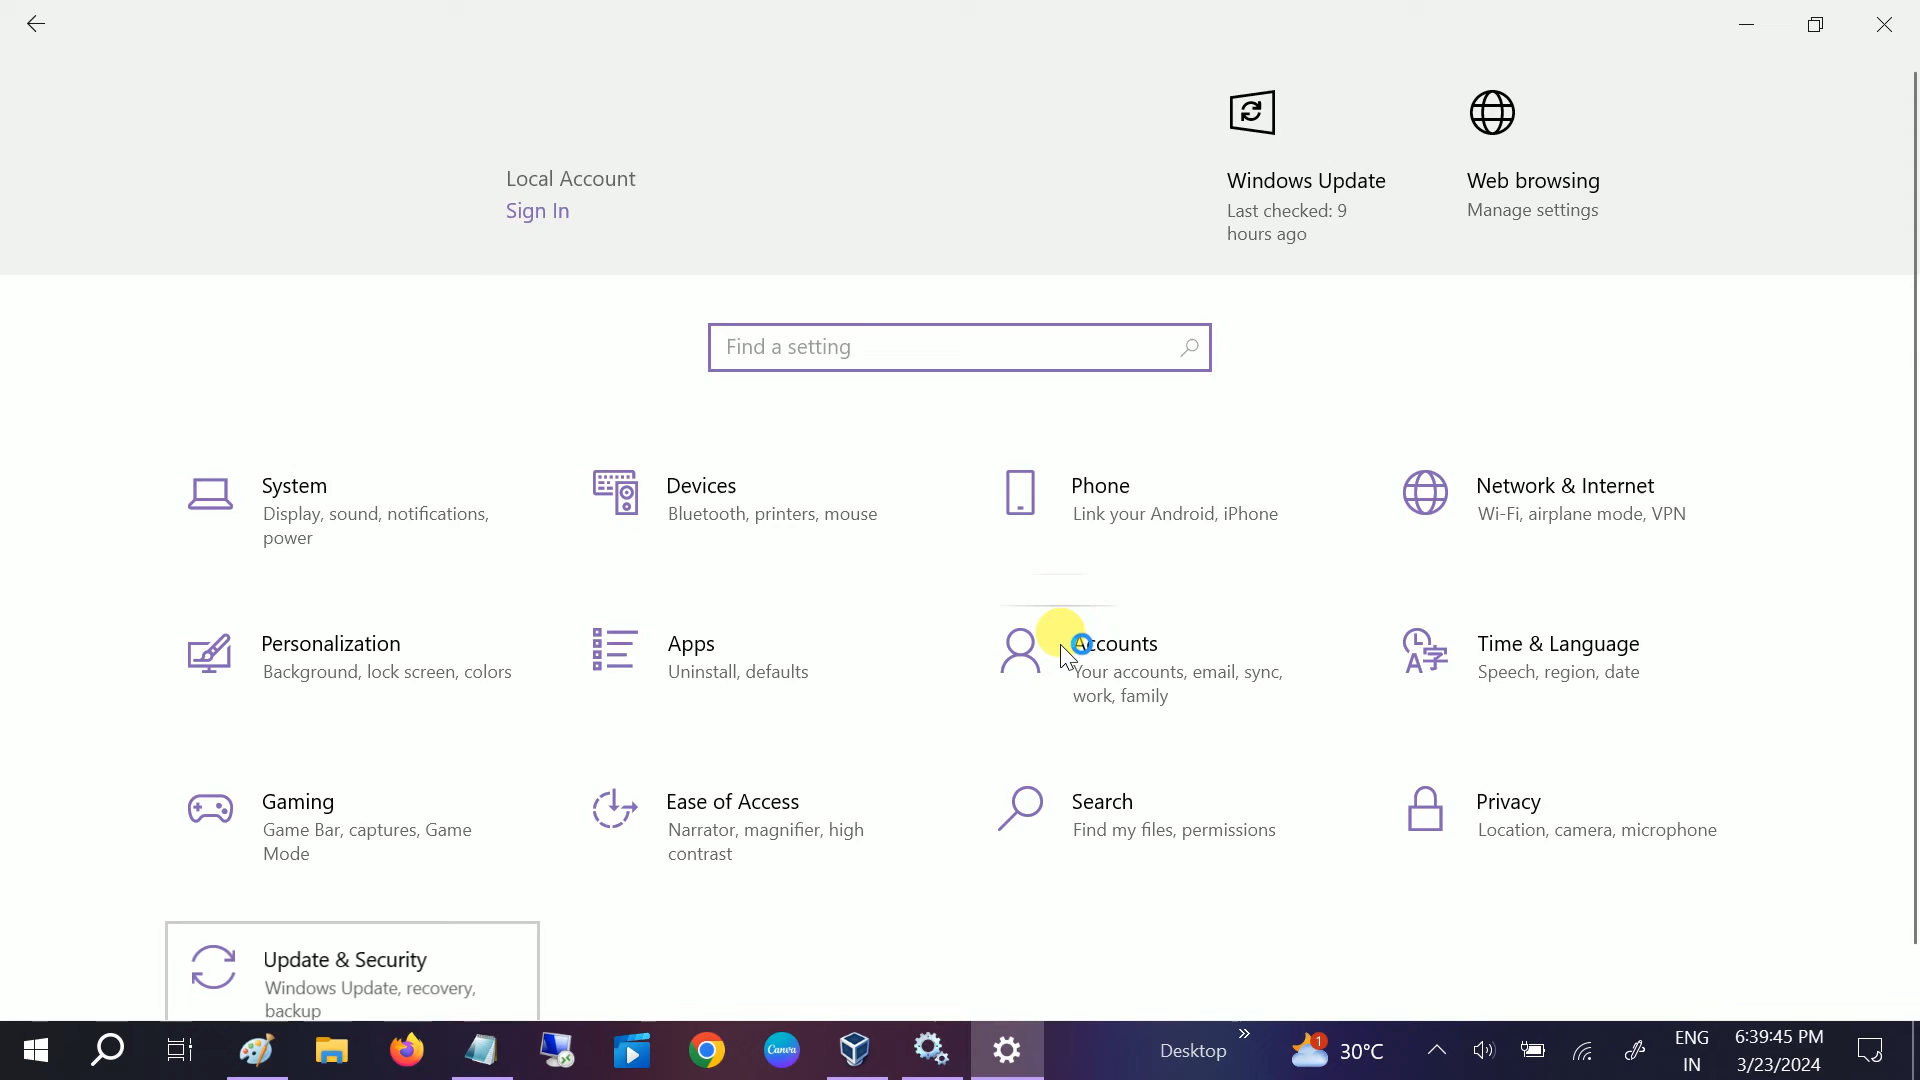 Local Account
Sign In
Windows Update
Last checked: 9
hours ago
Web browsing
Manage settings
Find a setting
System
Display, sound, notifications,
power
Devices
Bluetooth, printers, mouse
Phone
Link your Android, iPhone
Network & Internet
Wi-Fi, airplane mode, VPN
Personalization
Background, lock screen, colors
Apps
Uninstall, defaults
Accounts
Your accounts, email, sync,
work, family
Time & Language
Speech, region, date
Gaming
Game Bar, captures, Game
Mode
Ease of Access
Narrator, magnifier, high
contrast
Search
Find my files, permissions
Privacy
Location, camera, microphone
Update & Security
Windows Update, recovery,
backup
Canva
Desktop
»
1
30°C
ENG
IN
6:39:45 PM
3/23/2024